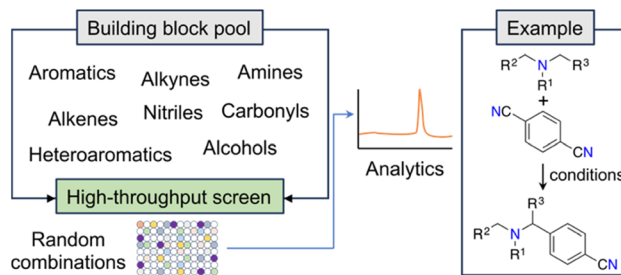 Building block pool
Aromatics
Alkynes
Amines
Alkenes
Nitriles
Carbonyls
Heteroaromatics
Alcohols
High-throughput screen
Random
combinations
Analytics
Example
R² N R³
R¹
+
NC
CN
conditions
R³
R² N
R¹
CN